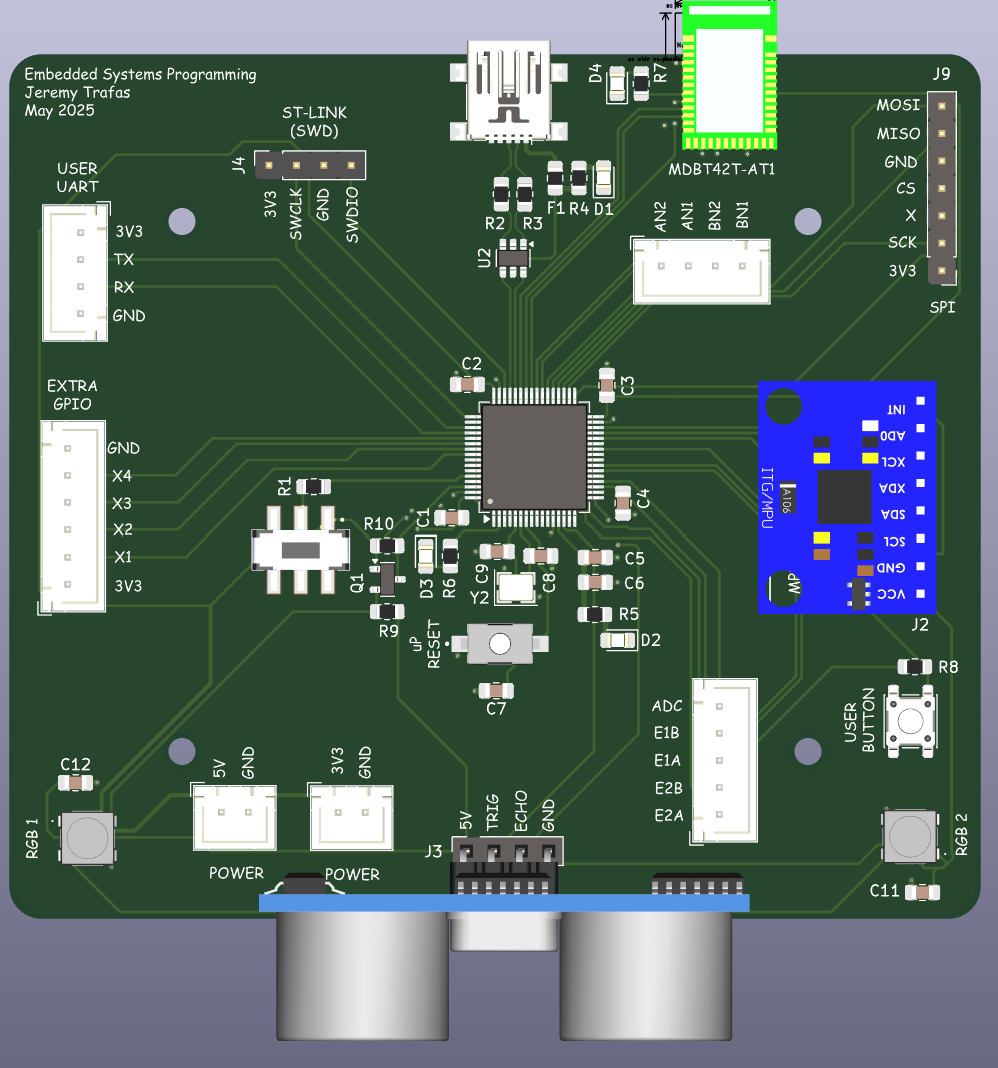 Embedded Systems Programming
Jeremy Trafas
May 2025
ST-LINK
(SWD)
J4
3V3
SWCLK
GND
SWDIO
USER
UART
3V3
TX
RX
GND
D4
R7
MDBT42T-AT1
R2
R3
F1
R4
D1
U2
AN2
AN1
BN2
BN1
J9
MOSI
MISO
GND
CS
X
SCK
3V3
SPI
C2
C3
EXTRA
GPIO
GND
X4
X3
X2
X1
3V3
R1
R10
C1
C4
Q1
D3
R6
C9
C8
C5
C6
Y2
R9
R5
D2
uP
RESET
C7
INT
AD0
XCL
XDA
SDA
SCL
GND
VCC
ITG/MPU
A106
J2
R8
USER
BUTTON
ADC
E1B
E1A
E2B
E2A
C12
RGB 1
5V
GND
POWER
3V3
GND
POWER
J3
5V
TRIG
ECHO
GND
RGB 2
C11